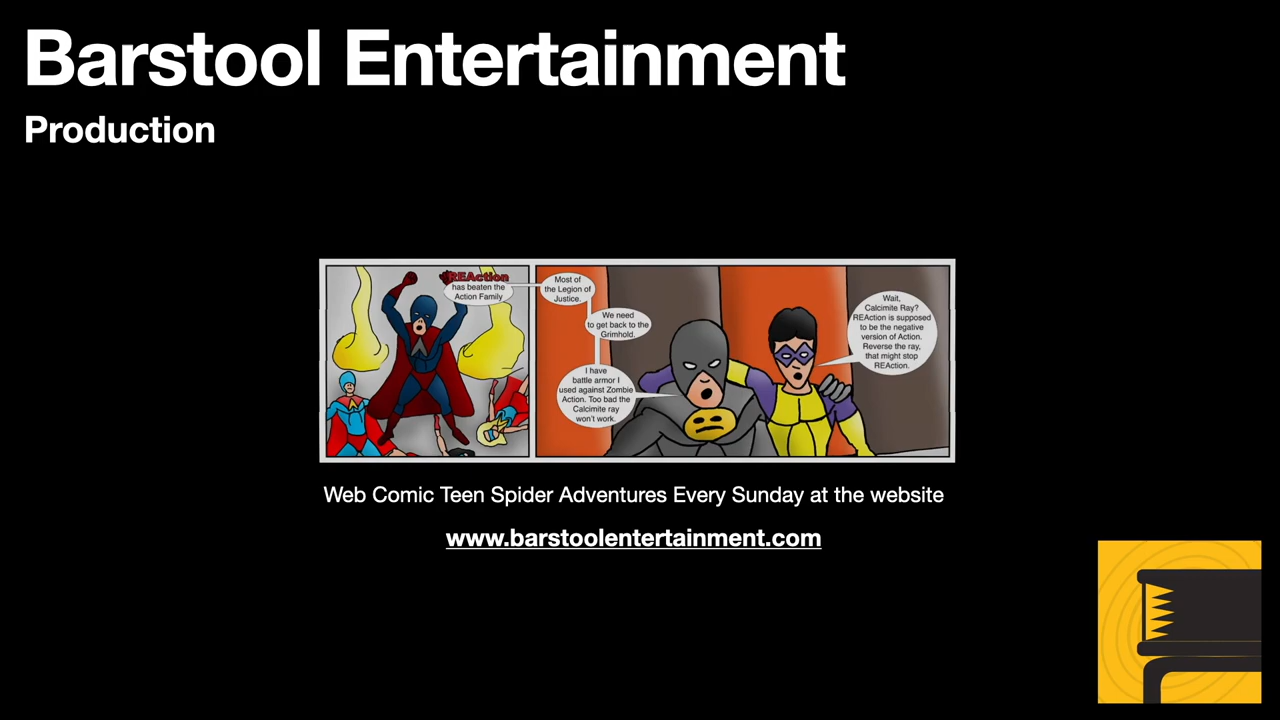 Barstool Entertainment
Production
REAction
has beaten the
Action Family
Most of
the Legion of
Justice.
We need
to get back to the
Grimhold.
I have
battle armor I
used against Zombie
Action. Too bad the
Calcimite ray
won't work.
Wait,
Calcimite Ray?
REAction is supposed
to be the negative
version of Action.
Reverse the ray,
that might stop
REAction.
Web Comic Teen Spider Adventures Every Sunday at the website
www.barstoolentertainment.com